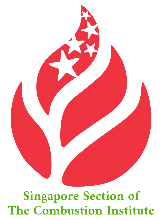 Singapore Section of
The Combustion Institute